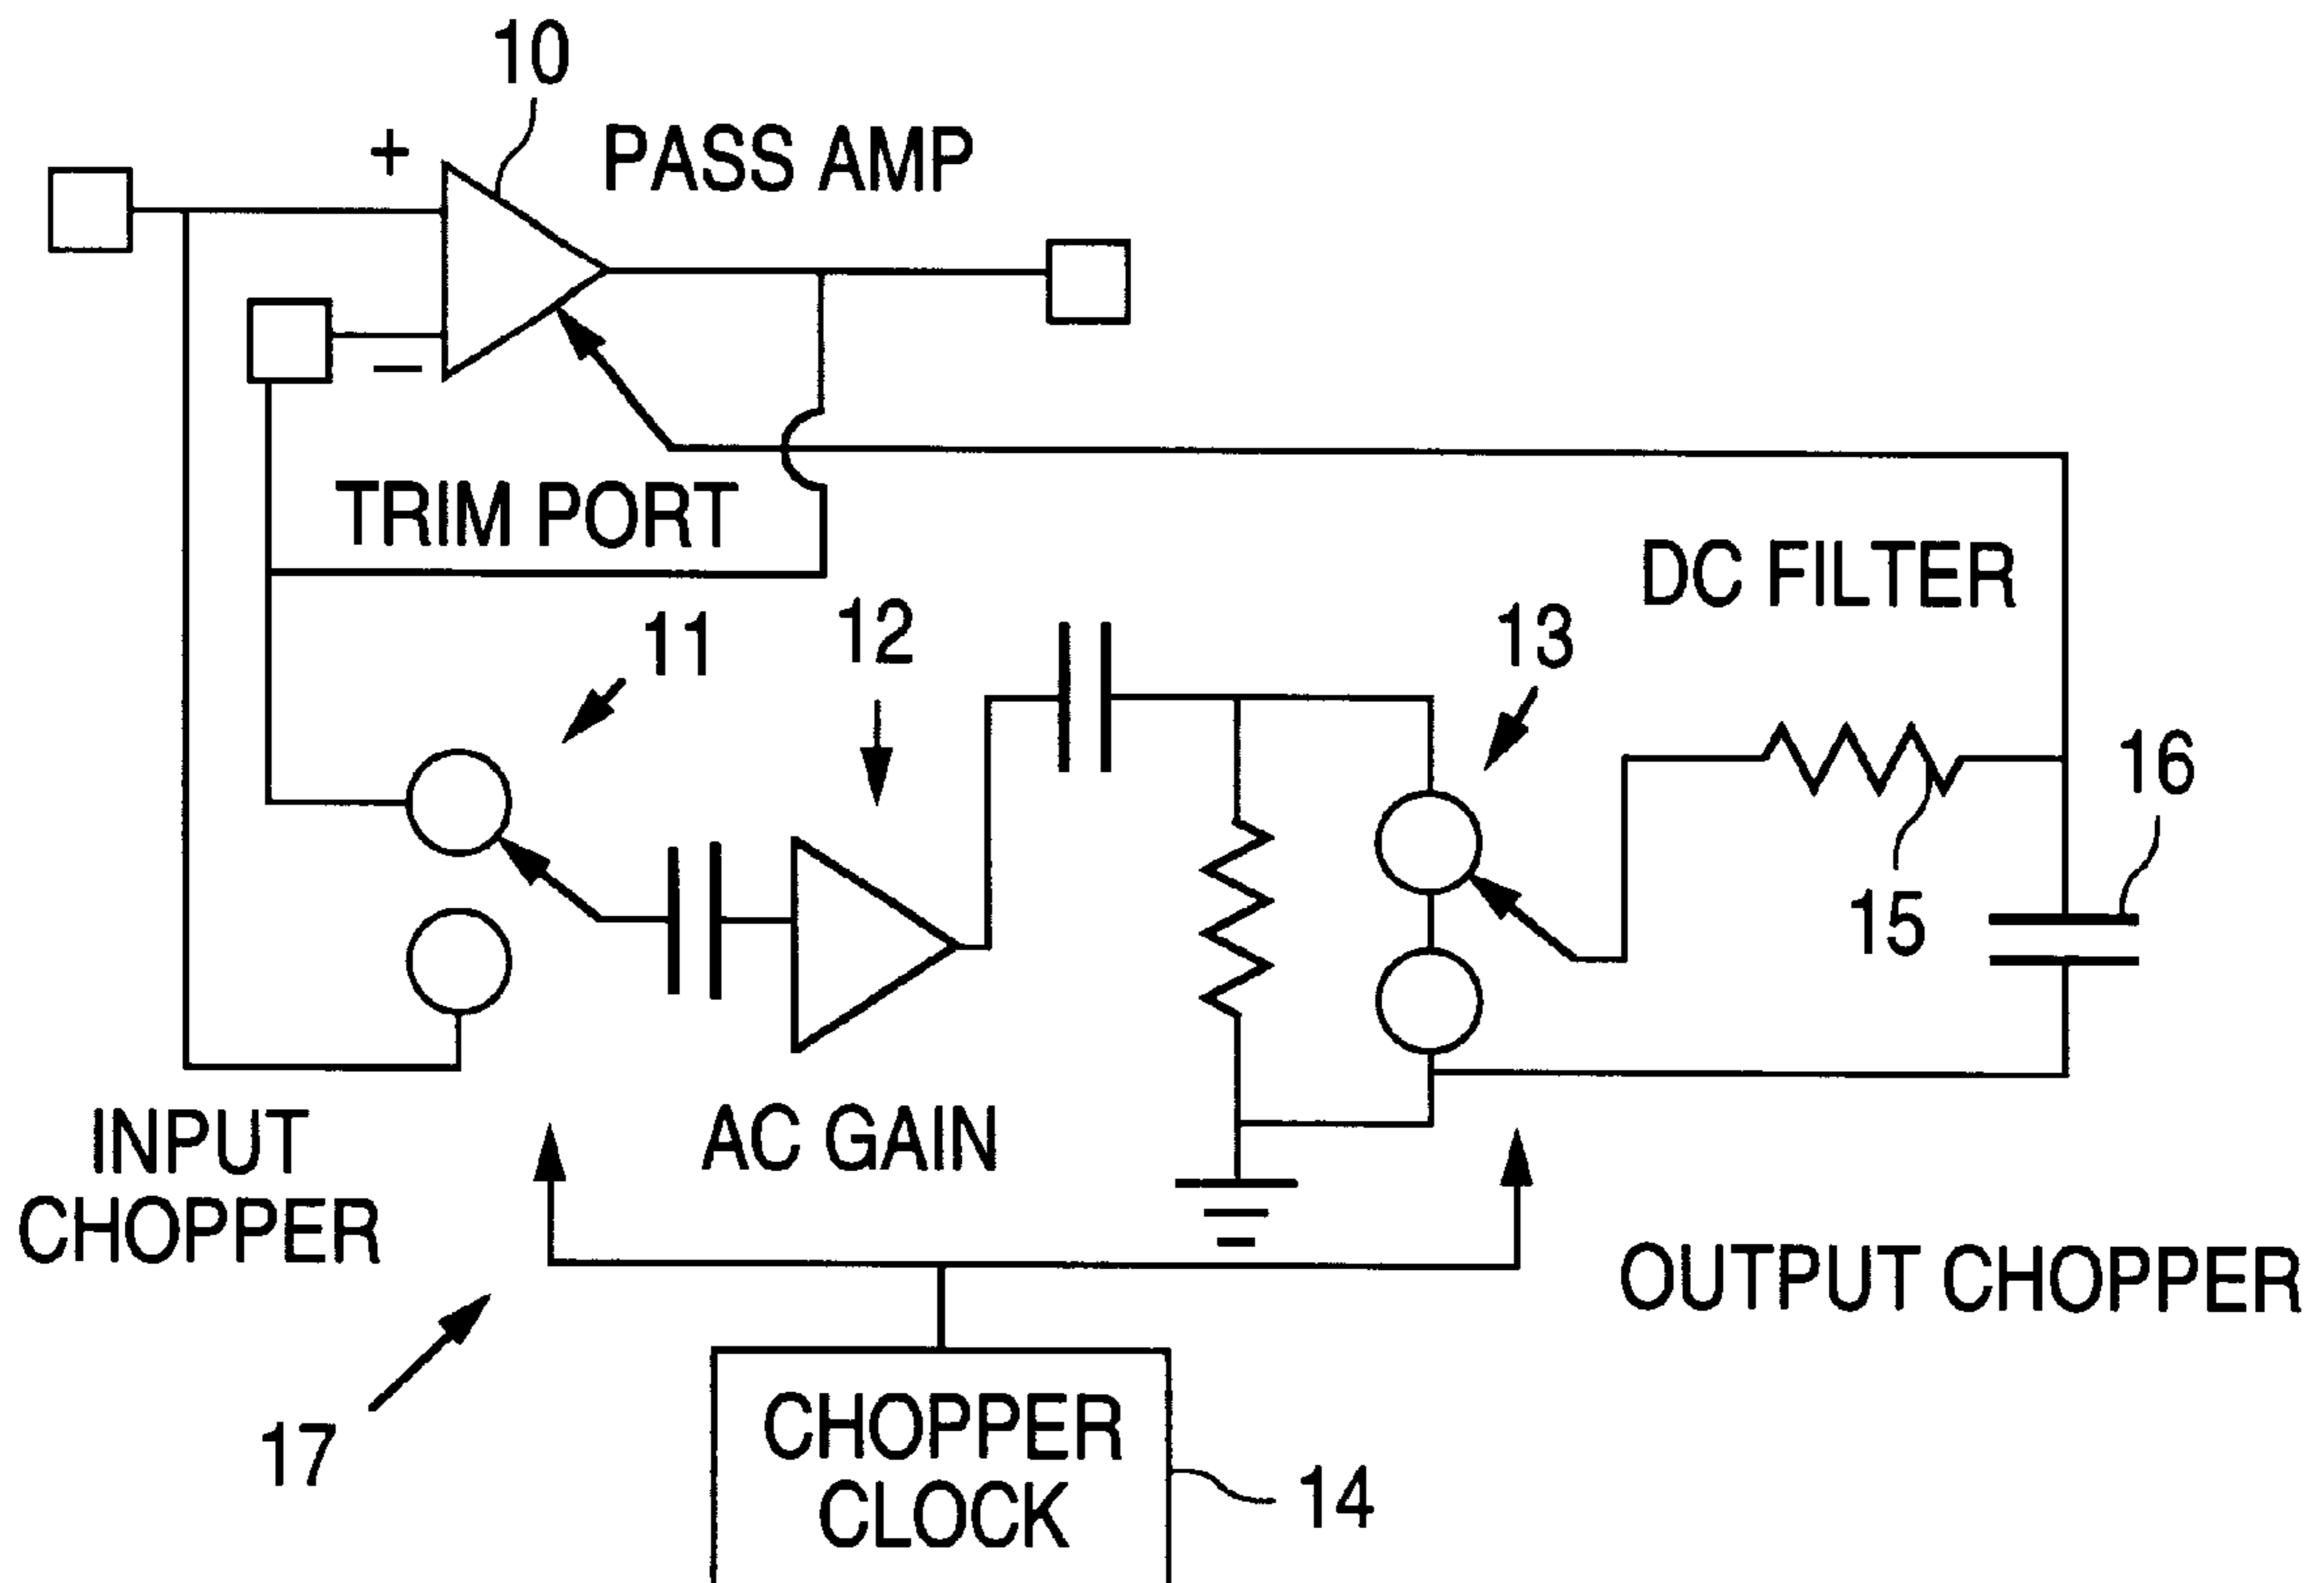 10
+
PASS AMP
−
TRIM PORT
DC FILTER
11
12
13
16
15
INPUT
CHOPPER
AC GAIN
OUTPUT CHOPPER
17
CHOPPER
CLOCK
14